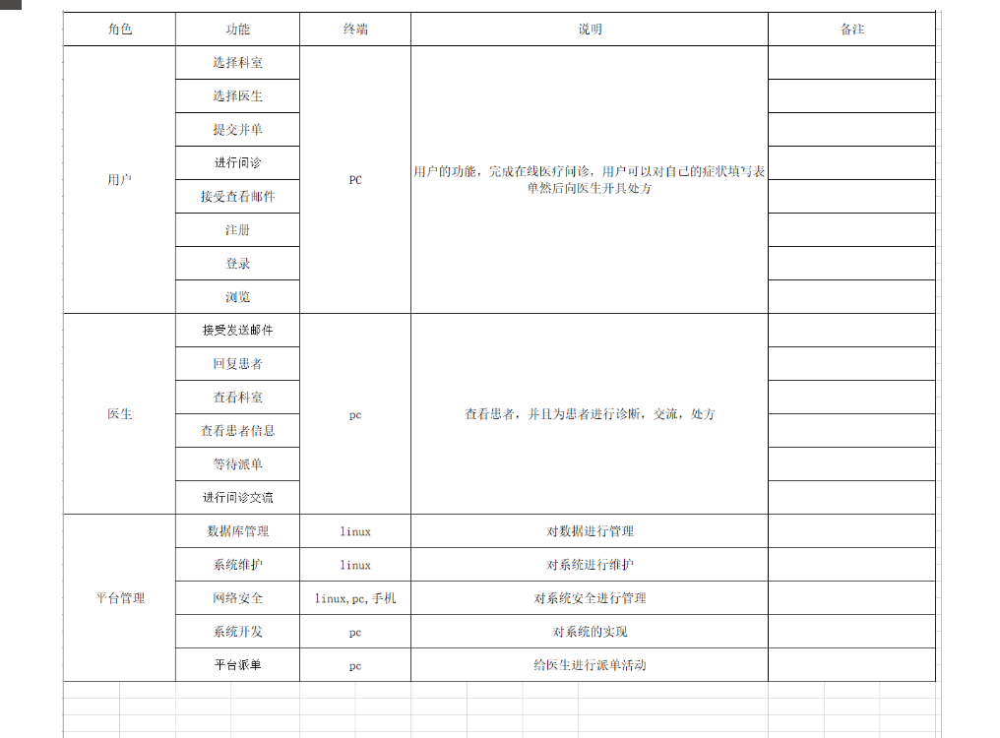 角色 功能 终端 说明 备注
选择科室
选择医生
提交并单
进行问诊
用户 PC 用户的功能，完成在线医疗问诊，用户可以对自己的症状填写表
单然后向医生开具处方
接受查看邮件
注册
登录
浏览
接受发送邮件
回复患者
查看科室
医生 pc 查看患者，并且为患者进行诊断，交流，处方
查看患者信息
等待派单
进行问诊交流
数据库管理 linux 对数据进行管理
系统维护 linux 对系统进行维护
平台管理 网络安全 linux,pc,手机 对系统安全进行管理
系统开发 pc 对系统的实现
平台派单 pc 给医生进行派单活动